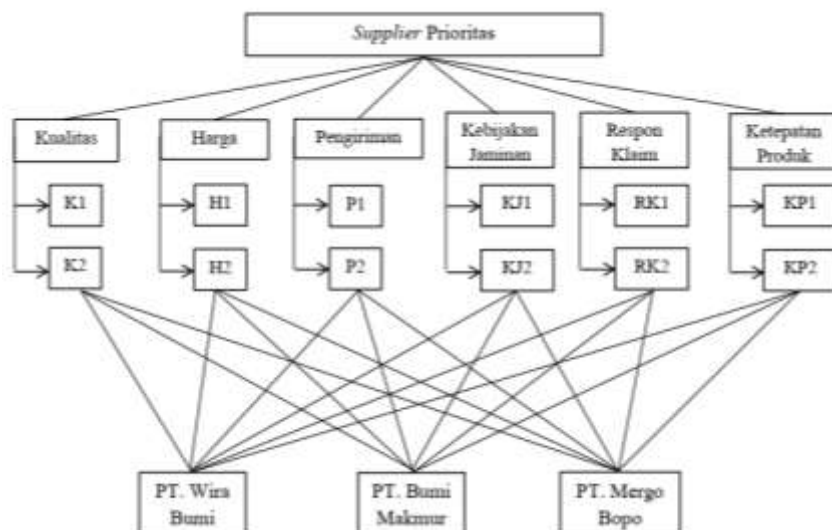 Supplier Prioritas
Kualitas
Harga
Pengiriman
Kebijakan
Jaminan
Respon
Klaim
Ketepatan
Produk
K1
H1
P1
KJ1
RK1
KP1
K2
H2
P2
KJ2
RK2
KP2
PT. Wira
Bumi
PT. Bumi
Makmur
PT. Mergo
Bopo